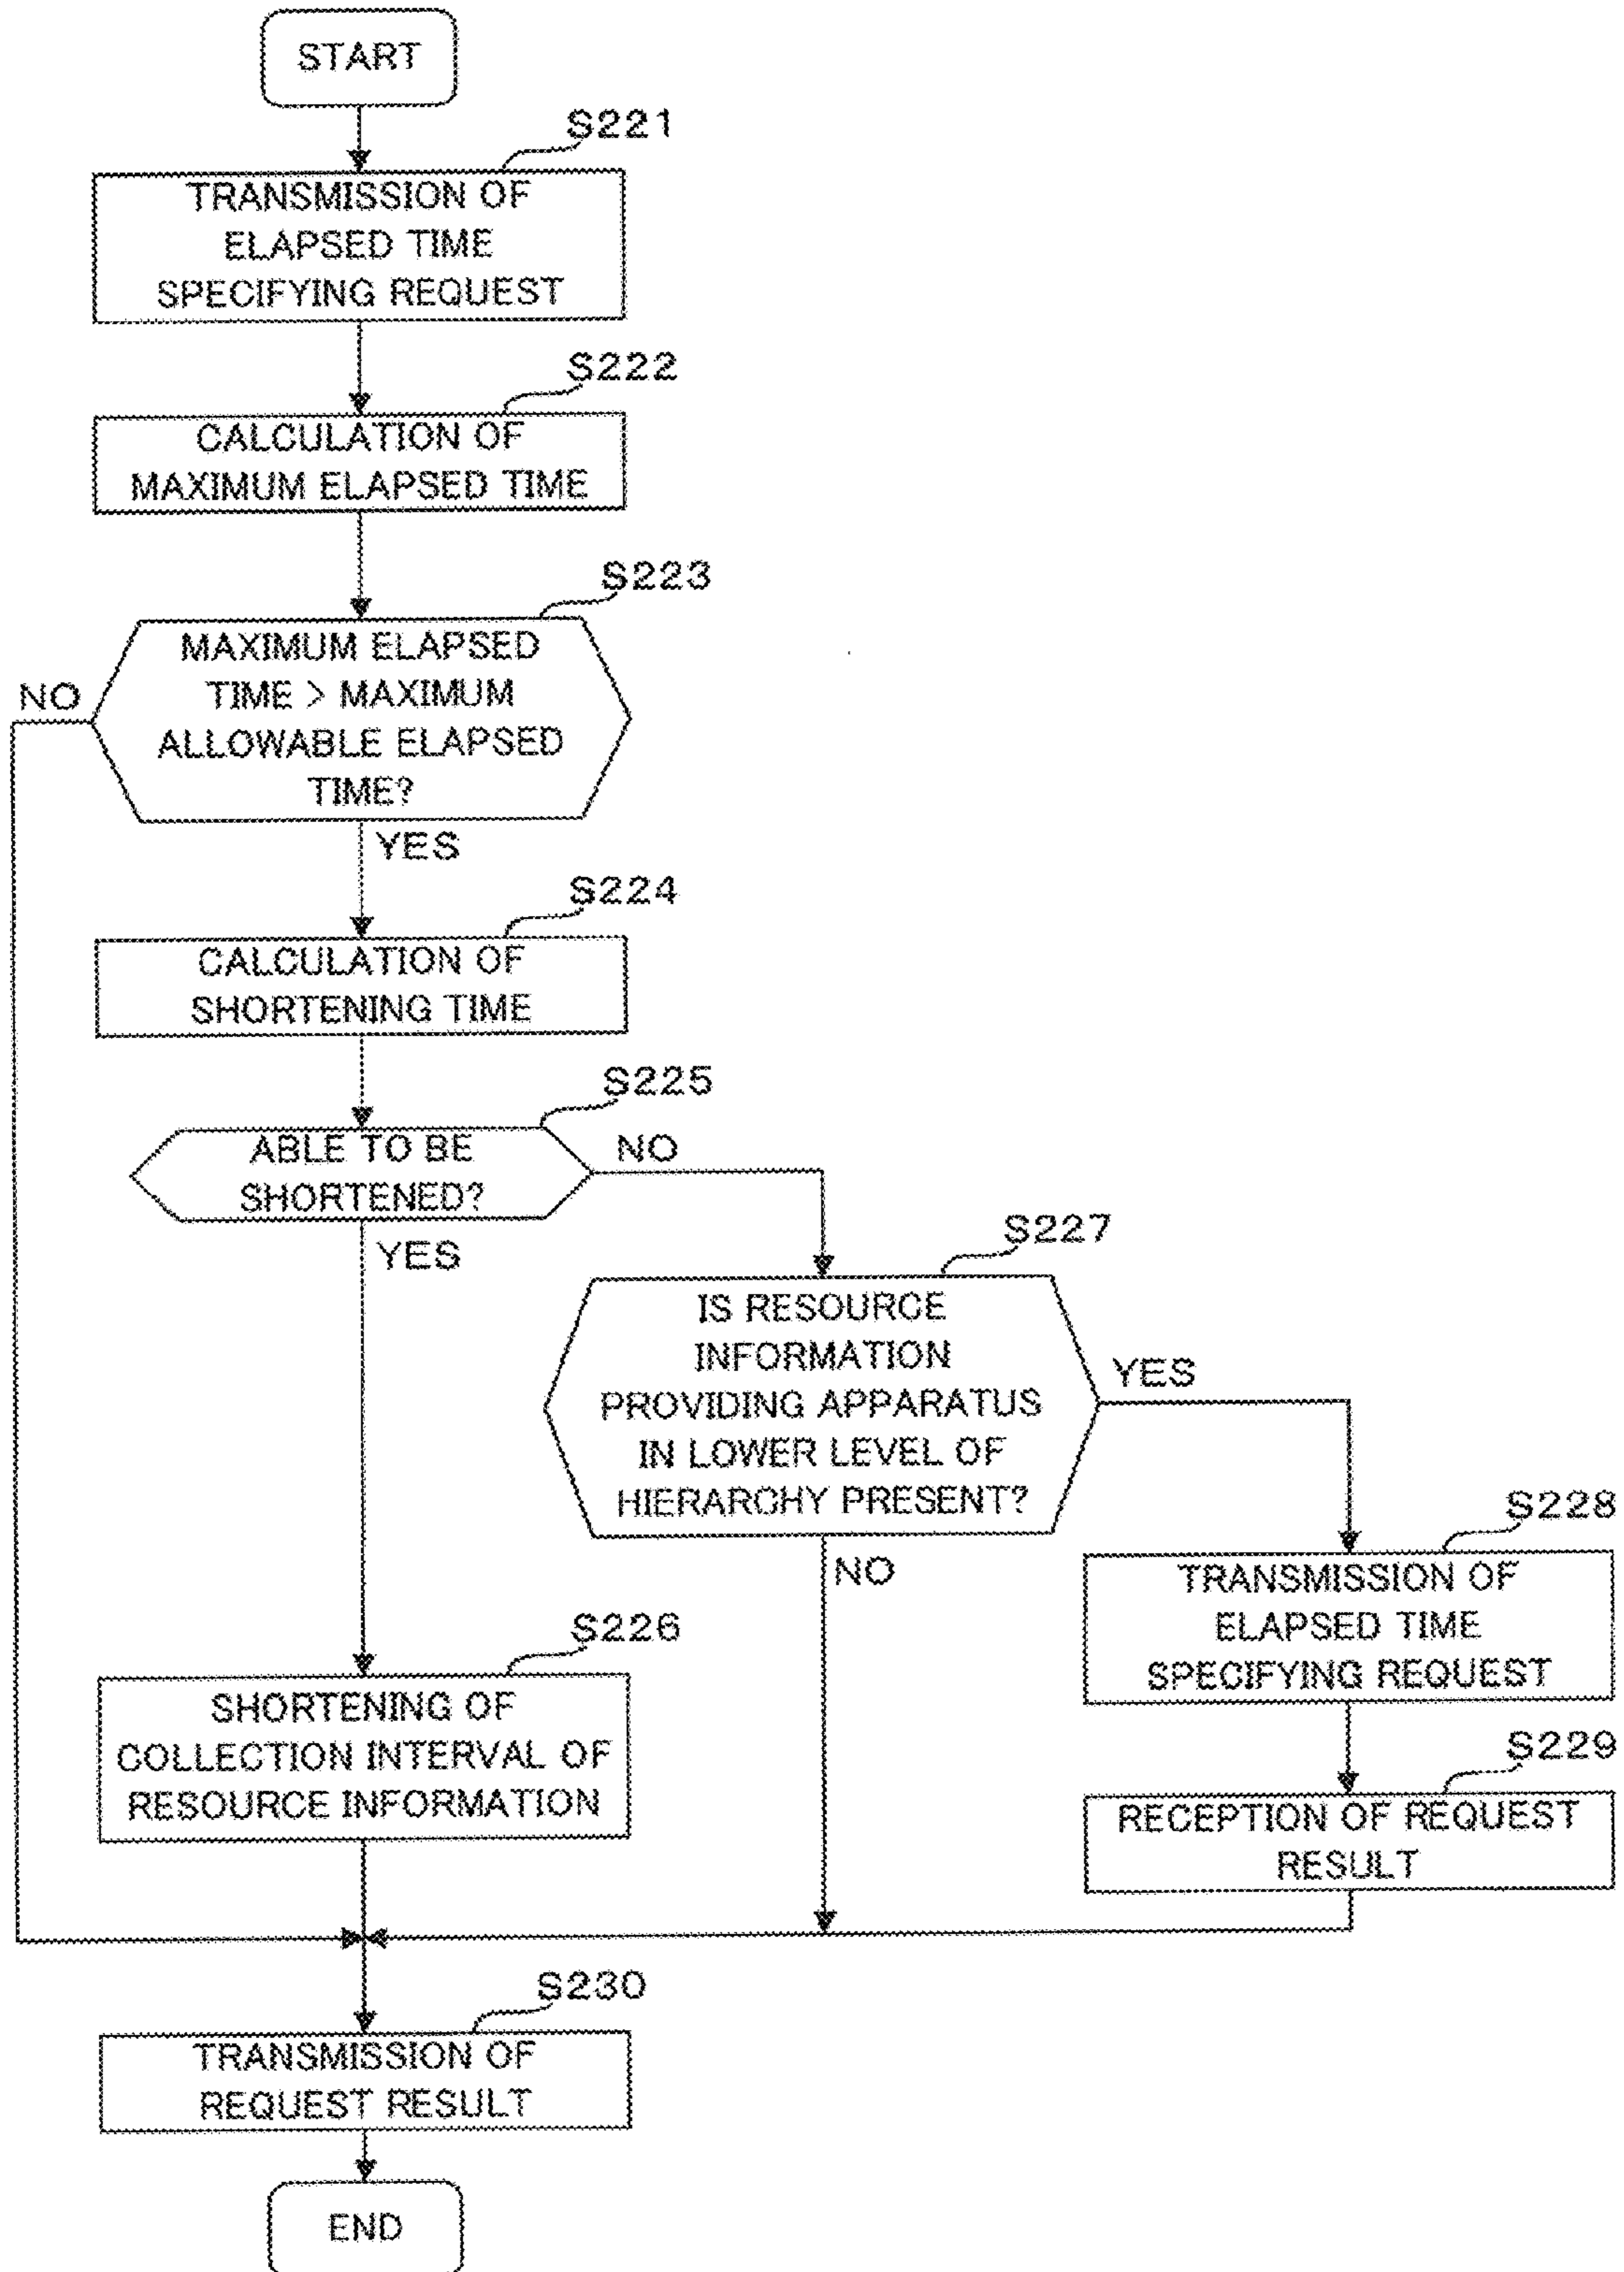 START
S221
TRANSMISSION OF
ELAPSED TIME
SPECIFYING REQUEST
S222
CALCULATION OF
MAXIMUM ELAPSED TIME
S223
MAXIMUM ELAPSED
TIME > MAXIMUM
ALLOWABLE ELAPSED
TIME?
NO
YES
S224
CALCULATION OF
SHORTENING TIME
S225
ABLE TO BE
SHORTENED?
NO
YES
S227
IS RESOURCE
INFORMATION
PROVIDING APPARATUS
IN LOWER LEVEL OF
HIERARCHY PRESENT?
YES
NO
S228
TRANSMISSION OF
ELAPSED TIME
SPECIFYING REQUEST
S226
SHORTENING OF
COLLECTION INTERVAL OF
RESOURCE INFORMATION
S229
RECEPTION OF REQUEST
RESULT
S230
TRANSMISSION OF
REQUEST RESULT
END